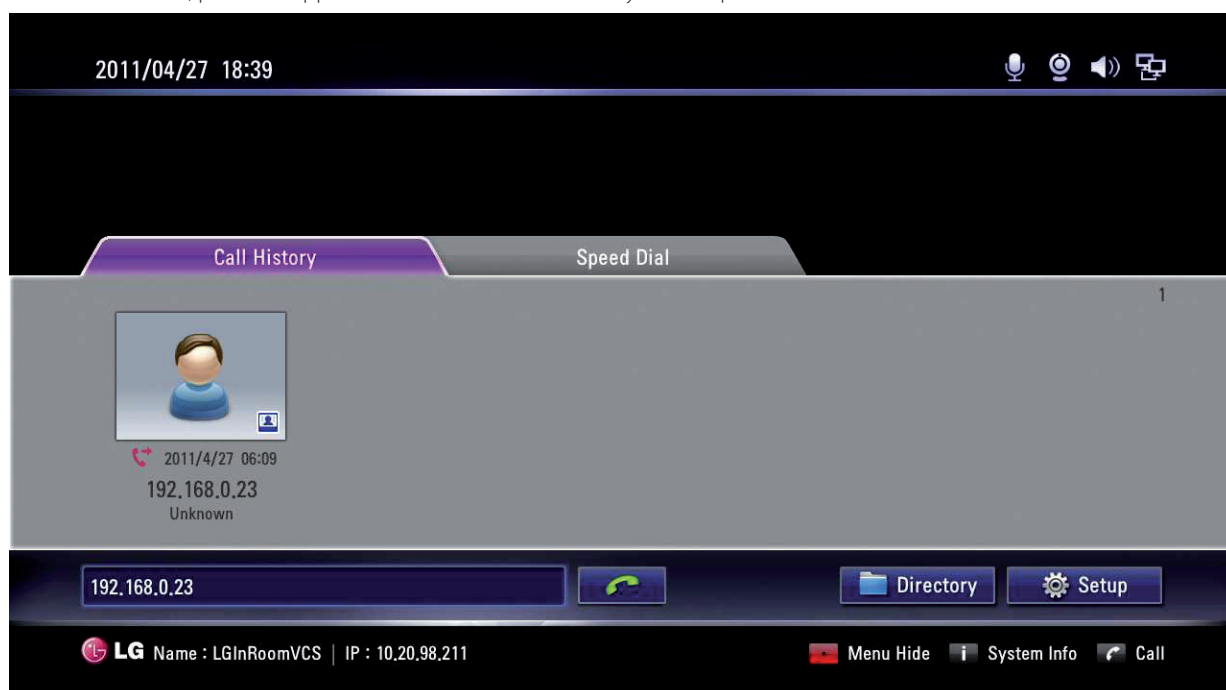 2011/04/27 18:39
Call History Speed Dial
1
2011/4/27 06:09
192.168.0.23
Unknown
192.168.0.23 Directory Setup
LG Name : LGInRoomVCS | IP : 10.20.98.211 Menu Hide i System Info Call